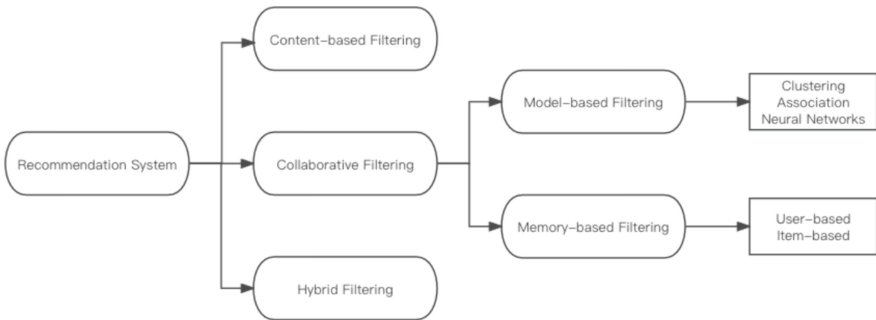 Content-based Filtering
Model-based Filtering
Clustering
Association
Neural Networks
Recommendation System
Collaborative Filtering
Memory-based Filtering
User-based
Item-based
Hybrid Filtering